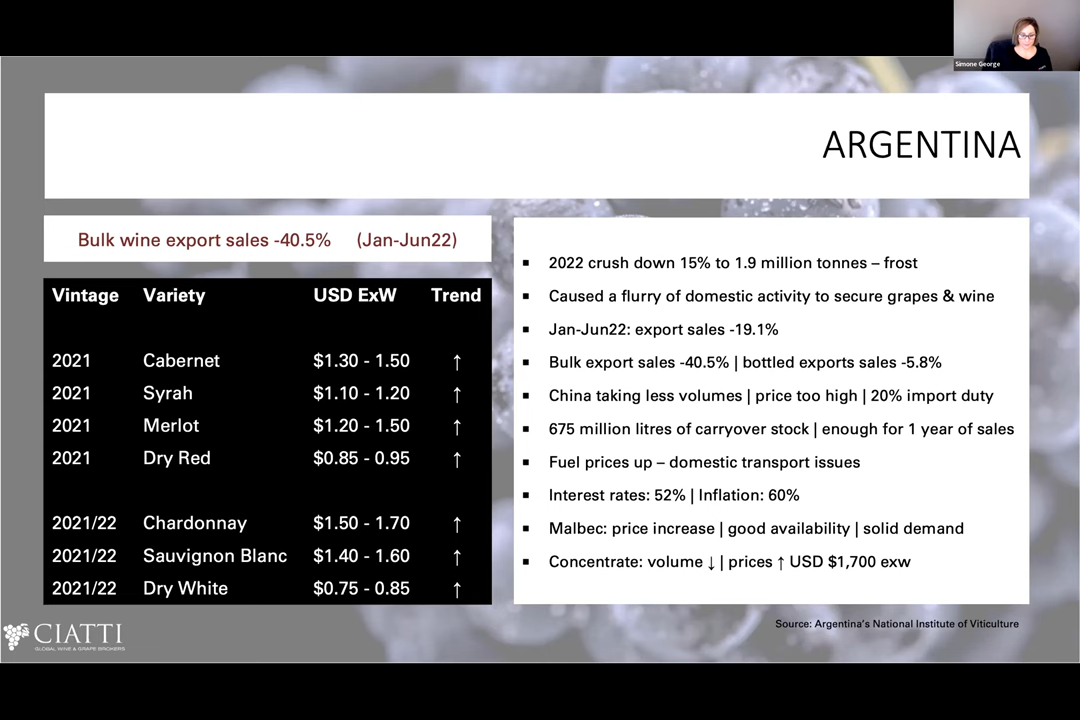 Simone George
ARGENTINA
Bulk wine export sales -40.5% (Jan-Jun22)
Vintage Variety USD ExW Trend
2021 Cabernet $1.30 - 1.50 ↑
2021 Syrah $1.10 - 1.20 ↑
2021 Merlot $1.20 - 1.50 ↑
2021 Dry Red $0.85 - 0.95 ↑
2021/22 Chardonnay $1.50 - 1.70 ↑
2021/22 Sauvignon Blanc $1.40 - 1.60 ↑
2021/22 Dry White $0.75 - 0.85 ↑
▪ 2022 crush down 15% to 1.9 million tonnes – frost
▪ Caused a flurry of domestic activity to secure grapes & wine
▪ Jan-Jun22: export sales -19.1%
▪ Bulk export sales -40.5% | bottled exports sales -5.8%
▪ China taking less volumes | price too high | 20% import duty
▪ 675 million litres of carryover stock | enough for 1 year of sales
▪ Fuel prices up – domestic transport issues
▪ Interest rates: 52% | Inflation: 60%
▪ Malbec: price increase | good availability | solid demand
▪ Concentrate: volume ↓ | prices ↑ USD $1,700 exw
Source: Argentina's National Institute of Viticulture
CIATTI
GLOBAL WINE & GRAPE BROKERS